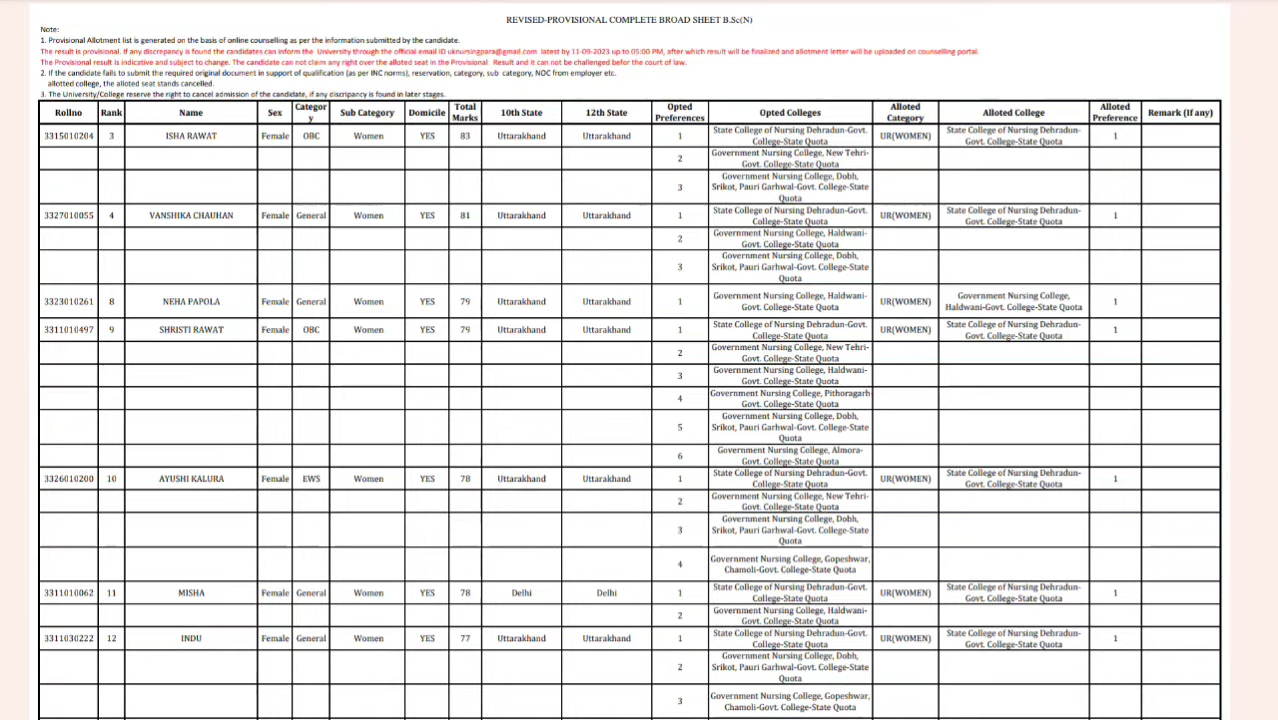 REVISED-PROVISIONAL COMPLETE BROAD SHEET B.Sc(N)
Note:
1. Provisional Allotment list is generated on the basis of online counselling as per the information submitted by the candidate.
The result is provisional. If any discrepancy is found the candidates can inform the University through the official email ID uknursingpara@gmail.com latest by 11-09-2023 up to 05:00 PM, after which result will be finalized and allotment letter will be uploaded on counselling portal.
The Provisional Result is indicative and subject to change. The candidate can not claim any right over the alloted seat in the Provisional Result and it can not be challenged befor the court of law.
2. If the candidate fails to submit the required original document in support of qualification (as per INC norms), reservation, category, sub category, NOC from employer etc.
allotted college, the alloted seat stands cancelled.
3. The University/College reserve the right to cancel admission of the candidate, if any discrepancy is found in later stages.
Rollno Rank Name Sex Category Sub Category Domicile Total Marks 10th State 12th State Opted Preferences Opted Colleges Alloted Category Alloted College Alloted Preference Remark (If any)
3315010204 3 ISHA RAWAT Female OBC Women YES 83 Uttarakhand Uttarakhand 1 State College of Nursing Dehradun-Govt. College-State Quota UR(WOMEN) State College of Nursing Dehradun-Govt. College-State Quota 1
2 Government Nursing College, New Tehri-Govt. College-State Quota
3 Government Nursing College, Dobh, Srikot, Pauri Garhwal-Govt. College-State Quota
3327010055 4 VANSHIKA CHAUHAN Female General Women YES 81 Uttarakhand Uttarakhand 1 State College of Nursing Dehradun-Govt. College-State Quota UR(WOMEN) State College of Nursing Dehradun-Govt. College-State Quota 1
2 Government Nursing College, Haldwani-Govt. College-State Quota
3 Government Nursing College, Dobh, Srikot, Pauri Garhwal-Govt. College-State Quota
3323010261 8 NEHA PAPOLA Female General Women YES 79 Uttarakhand Uttarakhand 1 Government Nursing College, Haldwani-Govt. College-State Quota UR(WOMEN) Government Nursing College, Haldwani-Govt. College-State Quota 1
3311010497 9 SHRISTI RAWAT Female OBC Women YES 79 Uttarakhand Uttarakhand 1 State College of Nursing Dehradun-Govt. College-State Quota UR(WOMEN) State College of Nursing Dehradun-Govt. College-State Quota 1
2 Government Nursing College, New Tehri-Govt. College-State Quota
3 Government Nursing College, Haldwani-Govt. College-State Quota
4 Government Nursing College, Pithoragarh-Govt. College-State Quota
5 Government Nursing College, Dobh, Srikot, Pauri Garhwal-Govt. College-State Quota
6 Government Nursing College, Almora-Govt. College-State Quota
3326010200 10 AYUSHI KALURA Female EWS Women YES 78 Uttarakhand Uttarakhand 1 State College of Nursing Dehradun-Govt. College-State Quota UR(WOMEN) State College of Nursing Dehradun-Govt. College-State Quota 1
2 Government Nursing College, New Tehri-Govt. College-State Quota
3 Government Nursing College, Dobh, Srikot, Pauri Garhwal-Govt. College-State Quota
4 Government Nursing College, Gopeshwar, Chamoli-Govt. College-State Quota
3311010062 11 MISHA Female General Women YES 78 Delhi Delhi 1 State College of Nursing Dehradun-Govt. College-State Quota UR(WOMEN) State College of Nursing Dehradun-Govt. College-State Quota 1
2 Government Nursing College, Haldwani-Govt. College-State Quota
3311030222 12 INDU Female General Women YES 77 Uttarakhand Uttarakhand 1 State College of Nursing Dehradun-Govt. College-State Quota UR(WOMEN) State College of Nursing Dehradun-Govt. College-State Quota 1
2 Government Nursing College, Dobh, Srikot, Pauri Garhwal-Govt. College-State Quota
3 Government Nursing College, Gopeshwar, Chamoli-Govt. College-State Quota